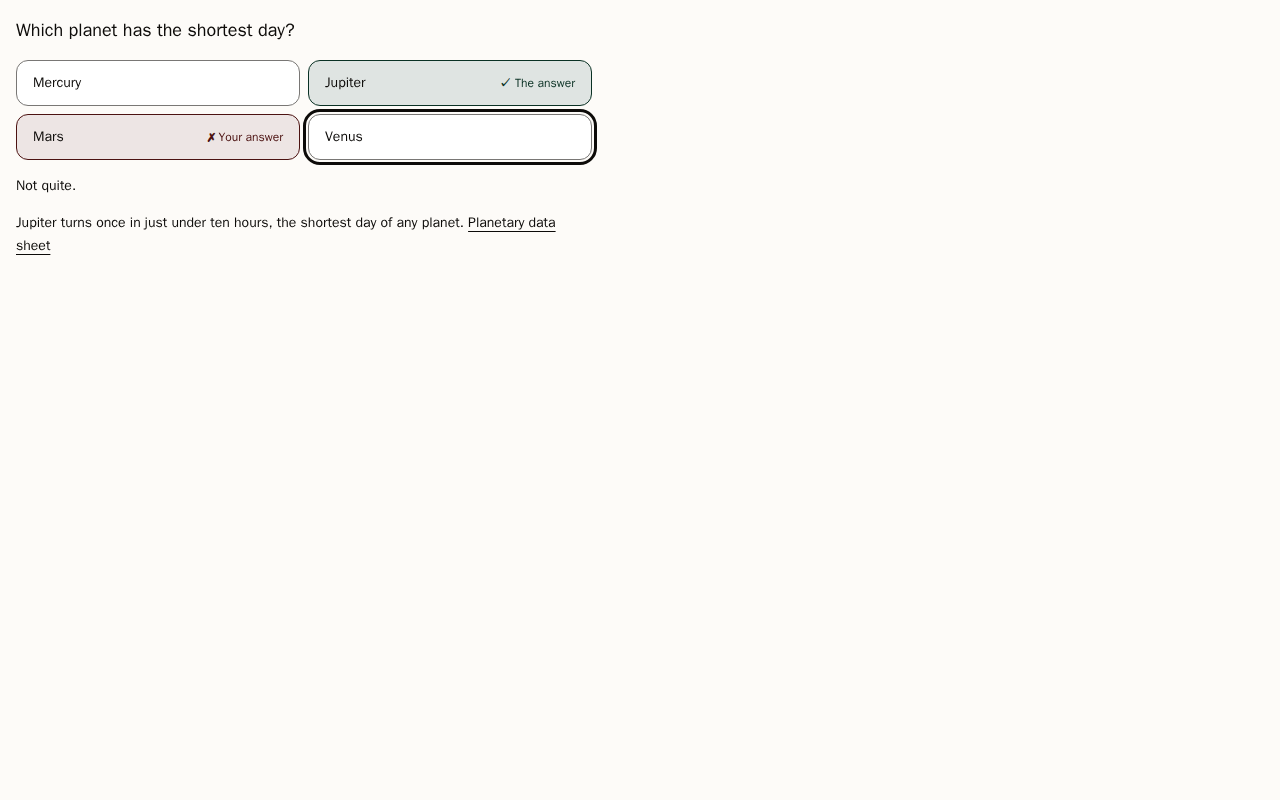 Which planet has the shortest day?
Mercury
Jupiter ✓ The answer
Mars ✗ Your answer
Venus
Not quite.
Jupiter turns once in just under ten hours, the shortest day of any planet. Planetary data
sheet